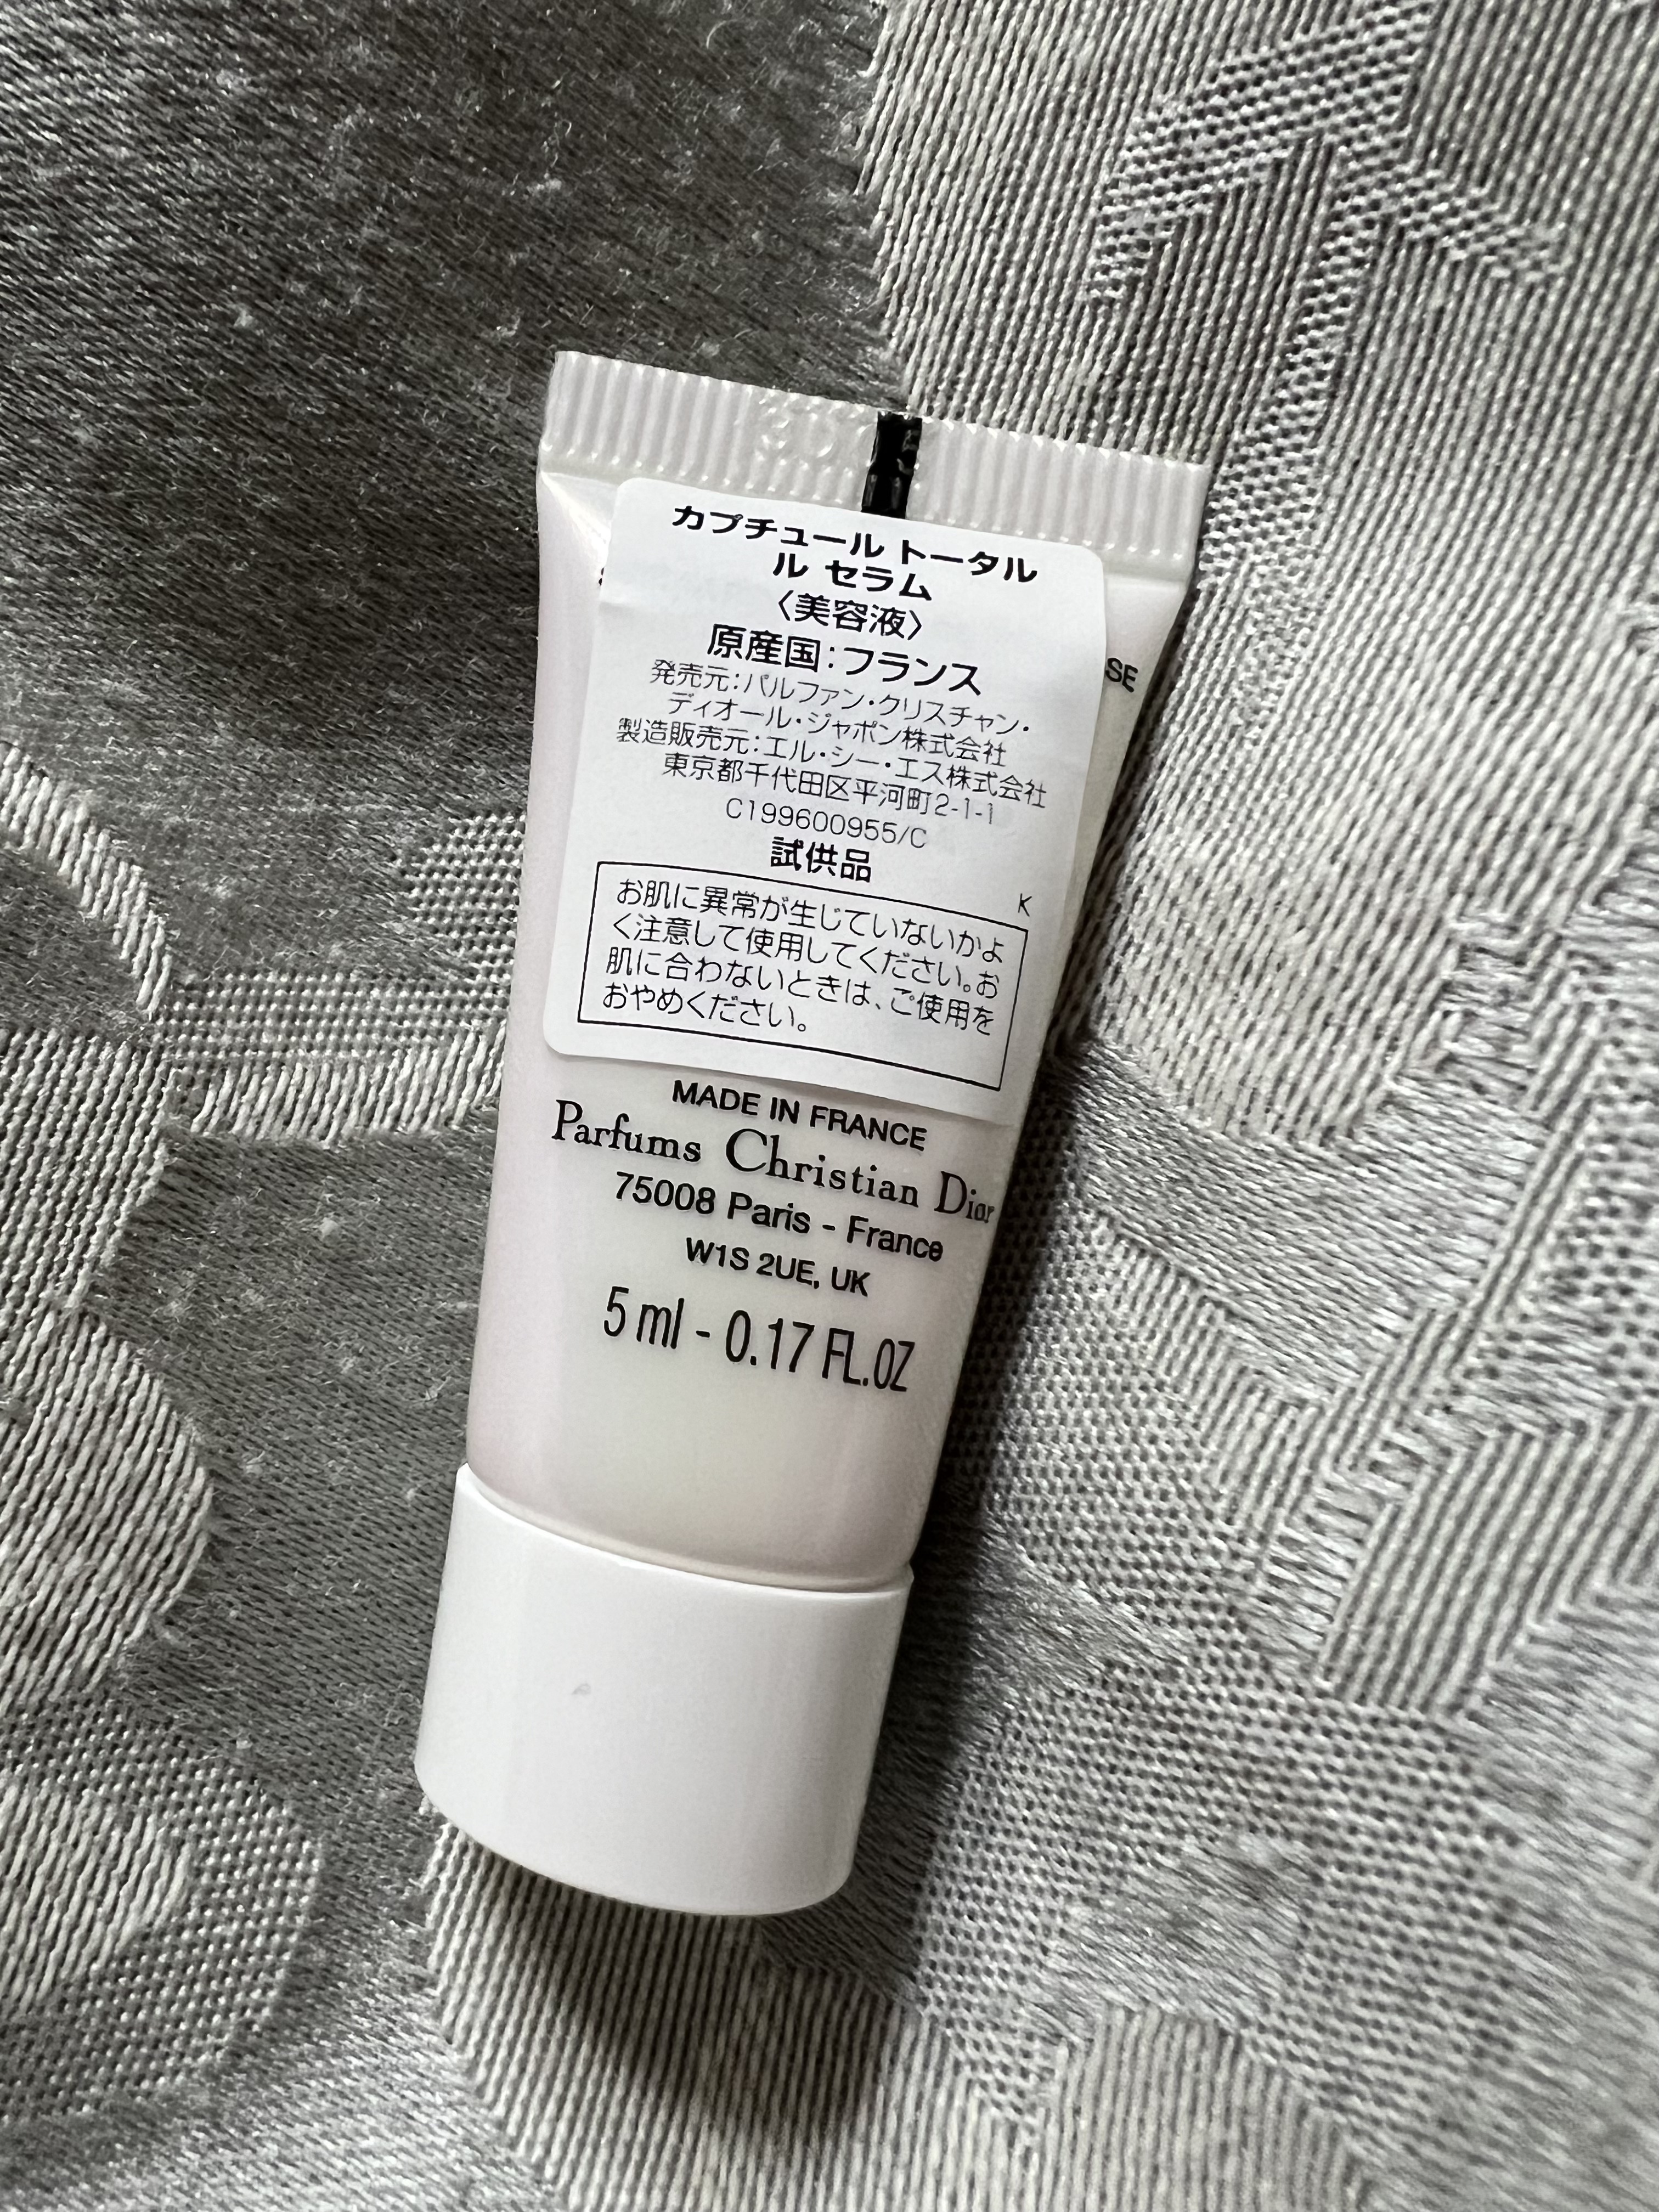 カプチュール トータル
ル セラム
〈美容液〉
原産国:フランス
発売元:パルファン・クリスチャン・
ディオール・ジャポン株式会社
製造販売元:エル・シー・エス株式会社
東京都千代田区平河町2-1-1
C199600955/C
試供品
K
お肌に異常が生じていないかよ
く注意して使用してください。お
肌に合わないときは、ご使用を
おやめください。
SE
MADE IN FRANCE
Parfums Christian Dior
75008 Paris - France
W1S 2UE, UK
5 ml - 0.17 FL.OZ